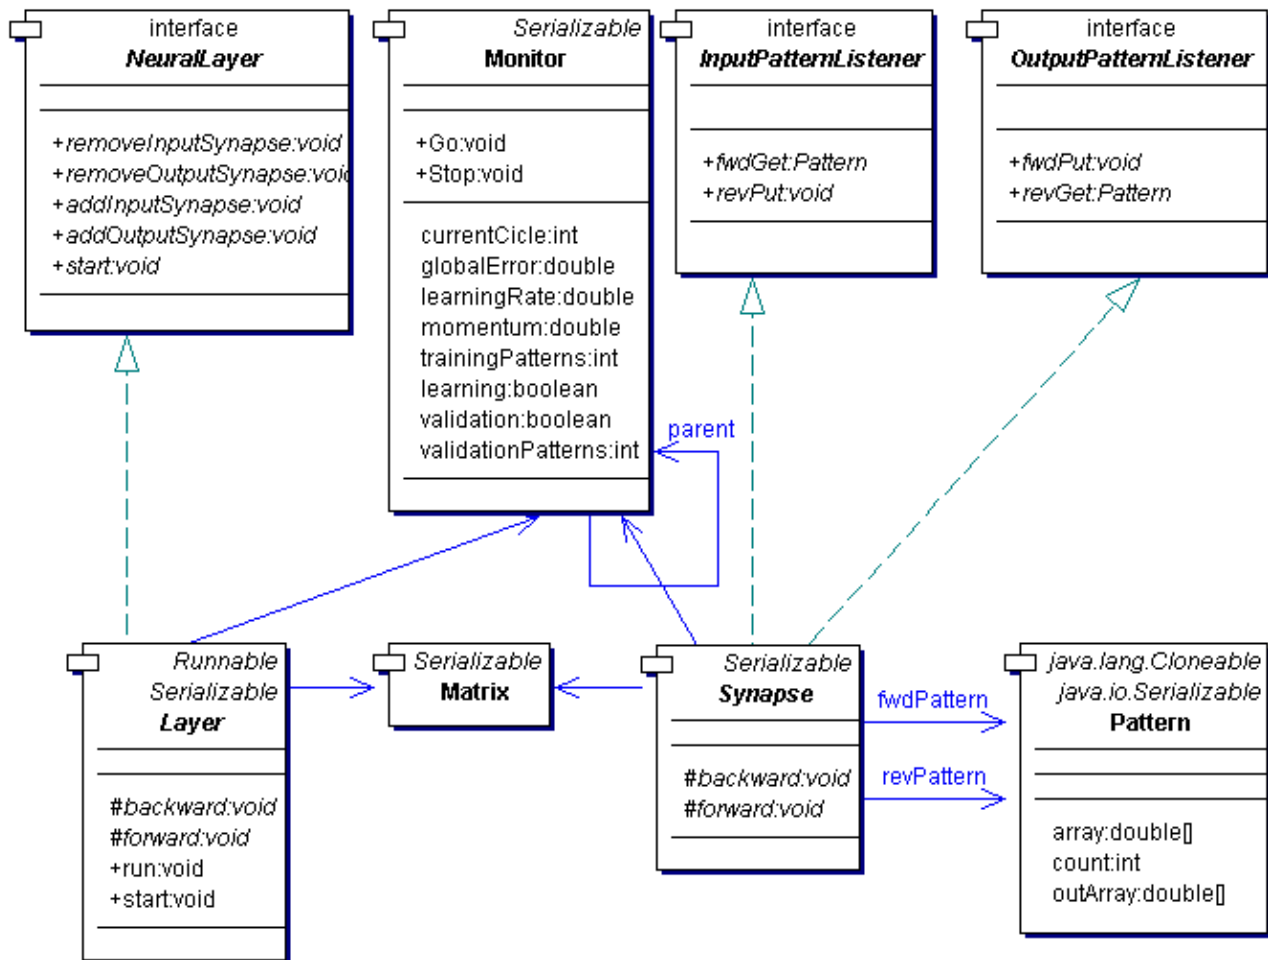 interface
NeuralLayer
+removeInputSynapse:void
+removeOutputSynapse:void
+addInputSynapse:void
+addOutputSynapse:void
+start:void
Serializable
Monitor
+Go:void
+Stop:void
currentCicle:int
globalError:double
learningRate:double
momentum:double
trainingPatterns:int
learning:boolean
validation:boolean
validationPatterns:int
interface
InputPatternListener
+fwdGet:Pattern
+revPut:void
interface
OutputPatternListener
+fwdPut:void
+revGet:Pattern
parent
Runnable
Serializable
Layer
#backward:void
#forward:void
+run:void
+start:void
Serializable
Matrix
Serializable
Synapse
#backward:void
#forward:void
fwdPattern
revPattern
java.lang.Cloneable
java.io.Serializable
Pattern
array:double[]
count:int
outArray:double[]